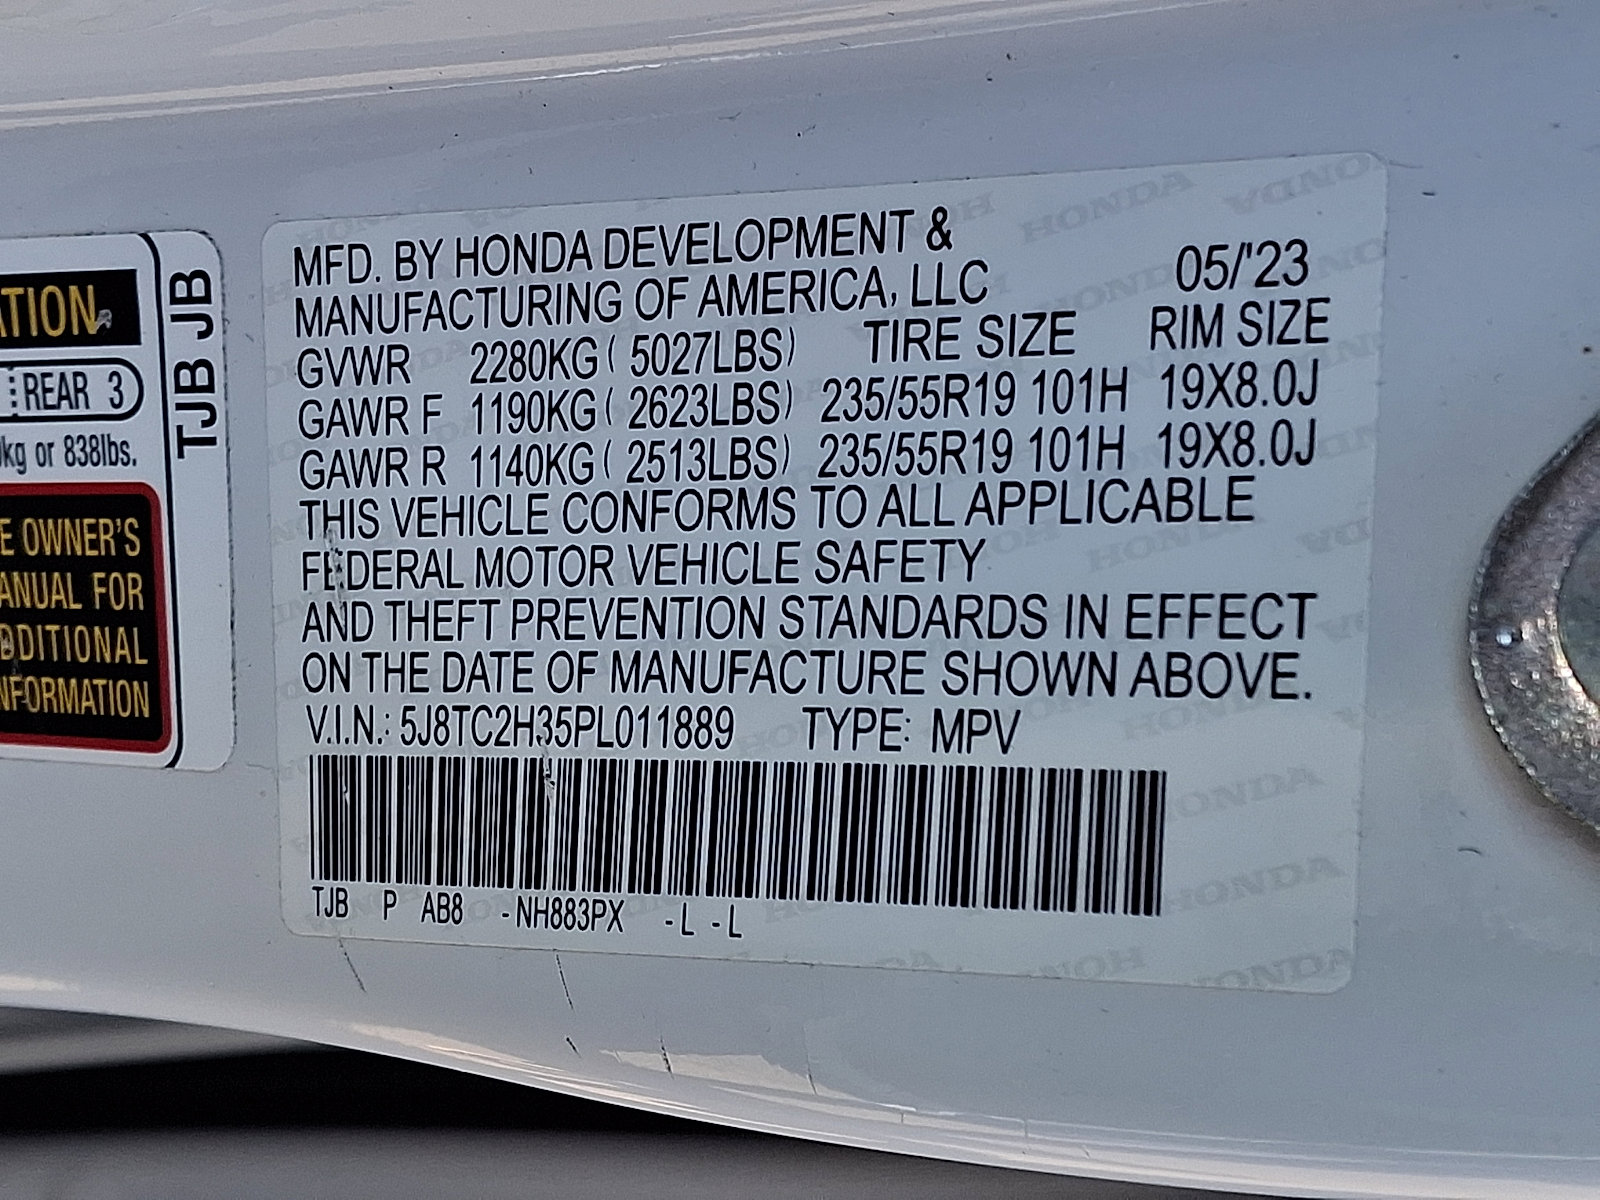 ATION
REAR 3
kg or 838lbs.
E OWNER'S
ANUAL FOR
DDITIONAL
NFORMATION
TJB JB
MFD. BY HONDA DEVELOPMENT &
MANUFACTURING OF AMERICA, LLC 05/'23
GVWR 2280KG ( 5027LBS) TIRE SIZE RIM SIZE
GAWR F 1190KG ( 2623LBS) 235/55R19 101H 19X8.0J
GAWR R 1140KG ( 2513LBS) 235/55R19 101H 19X8.0J
THIS VEHICLE CONFORMS TO ALL APPLICABLE
FEDERAL MOTOR VEHICLE SAFETY
AND THEFT PREVENTION STANDARDS IN EFFECT
ON THE DATE OF MANUFACTURE SHOWN ABOVE.
V.I.N.: 5J8TC2H35PL011889 TYPE: MPV
TJB P AB8 -NH883PX -L -L